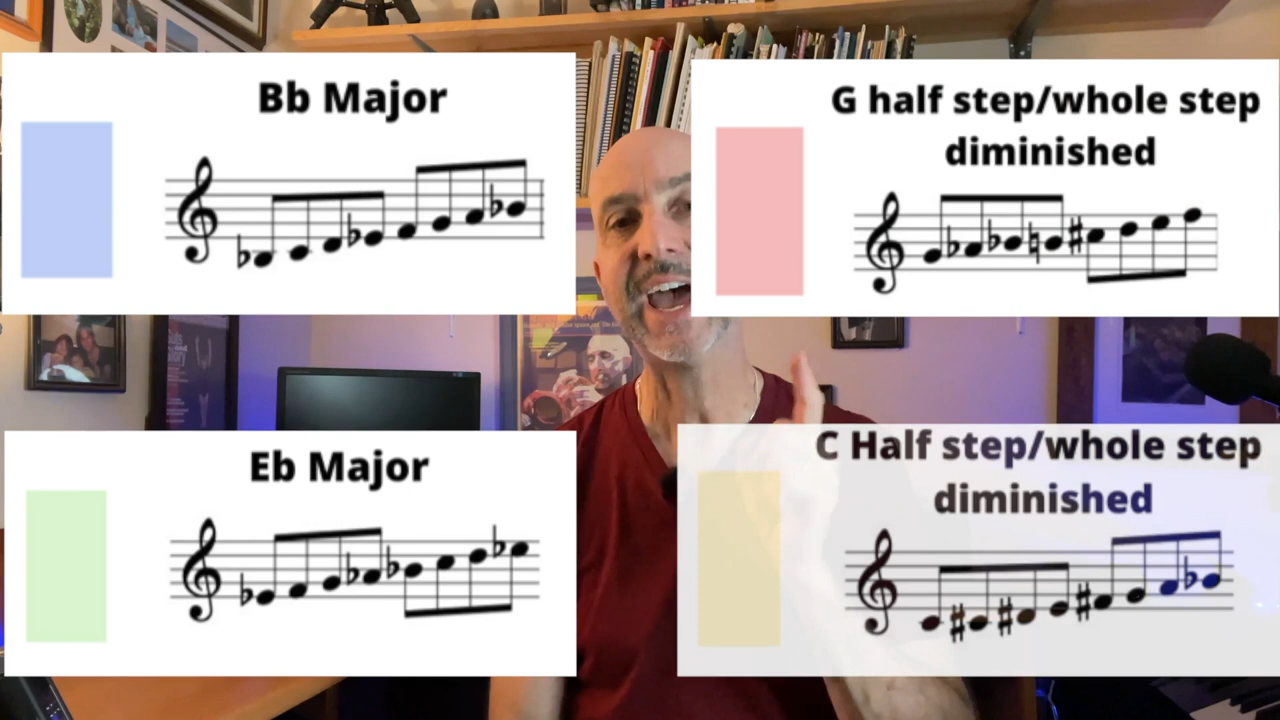 Bb Major
G half step/whole step
diminished
Eb Major
C Half step/whole step
diminished